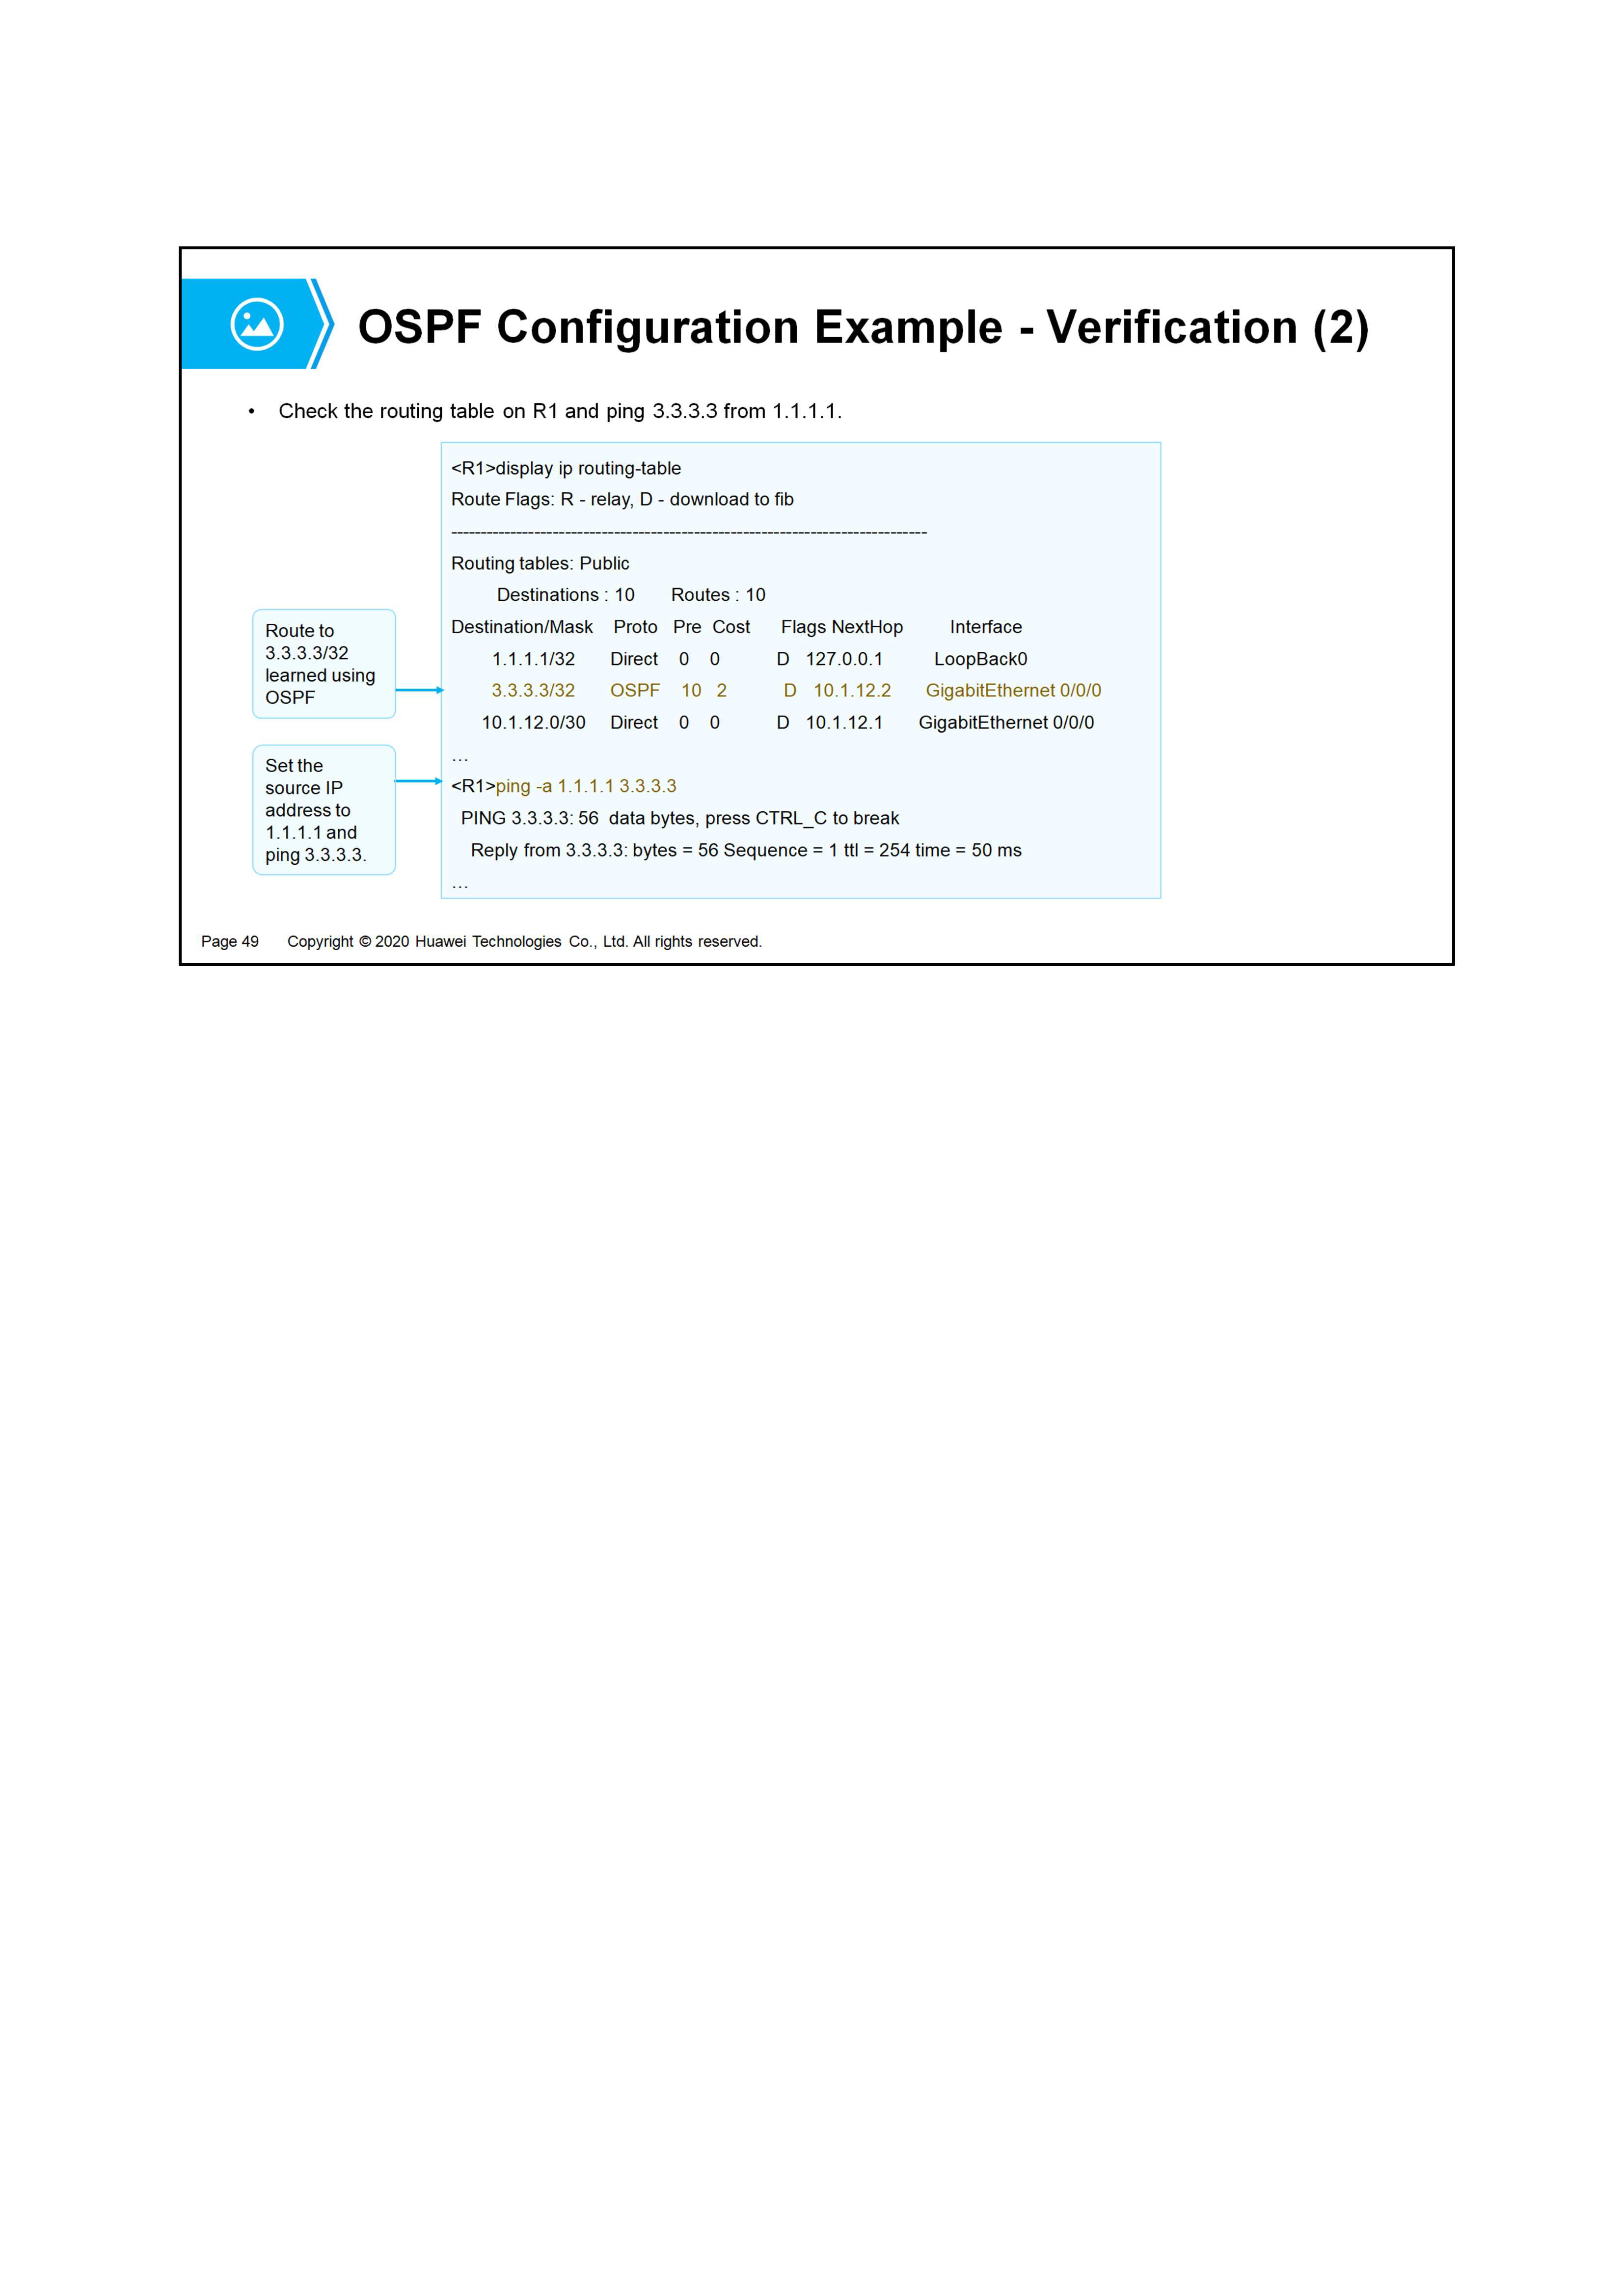 OSPF Configuration Example - Verification (2)
• Check the routing table on R1 and ping 3.3.3.3 from 1.1.1.1.
<R1>display ip routing-table
Route Flags: R - relay, D - download to fib
--------------------------------------------------------------------------------
Routing tables: Public
Destinations : 10 Routes : 10
Destination/Mask Proto Pre Cost Flags NextHop Interface
1.1.1.1/32 Direct 0 0 D 127.0.0.1 LoopBack0
3.3.3.3/32 OSPF 10 2 D 10.1.12.2 GigabitEthernet 0/0/0
10.1.12.0/30 Direct 0 0 D 10.1.12.1 GigabitEthernet 0/0/0
...
<R1>ping -a 1.1.1.1 3.3.3.3
PING 3.3.3.3: 56 data bytes, press CTRL_C to break
Reply from 3.3.3.3: bytes = 56 Sequence = 1 ttl = 254 time = 50 ms
...
Route to
3.3.3.3/32
learned using
OSPF
Set the
source IP
address to
1.1.1.1 and
ping 3.3.3.3.
Page 49 Copyright © 2020 Huawei Technologies Co., Ltd. All rights reserved.